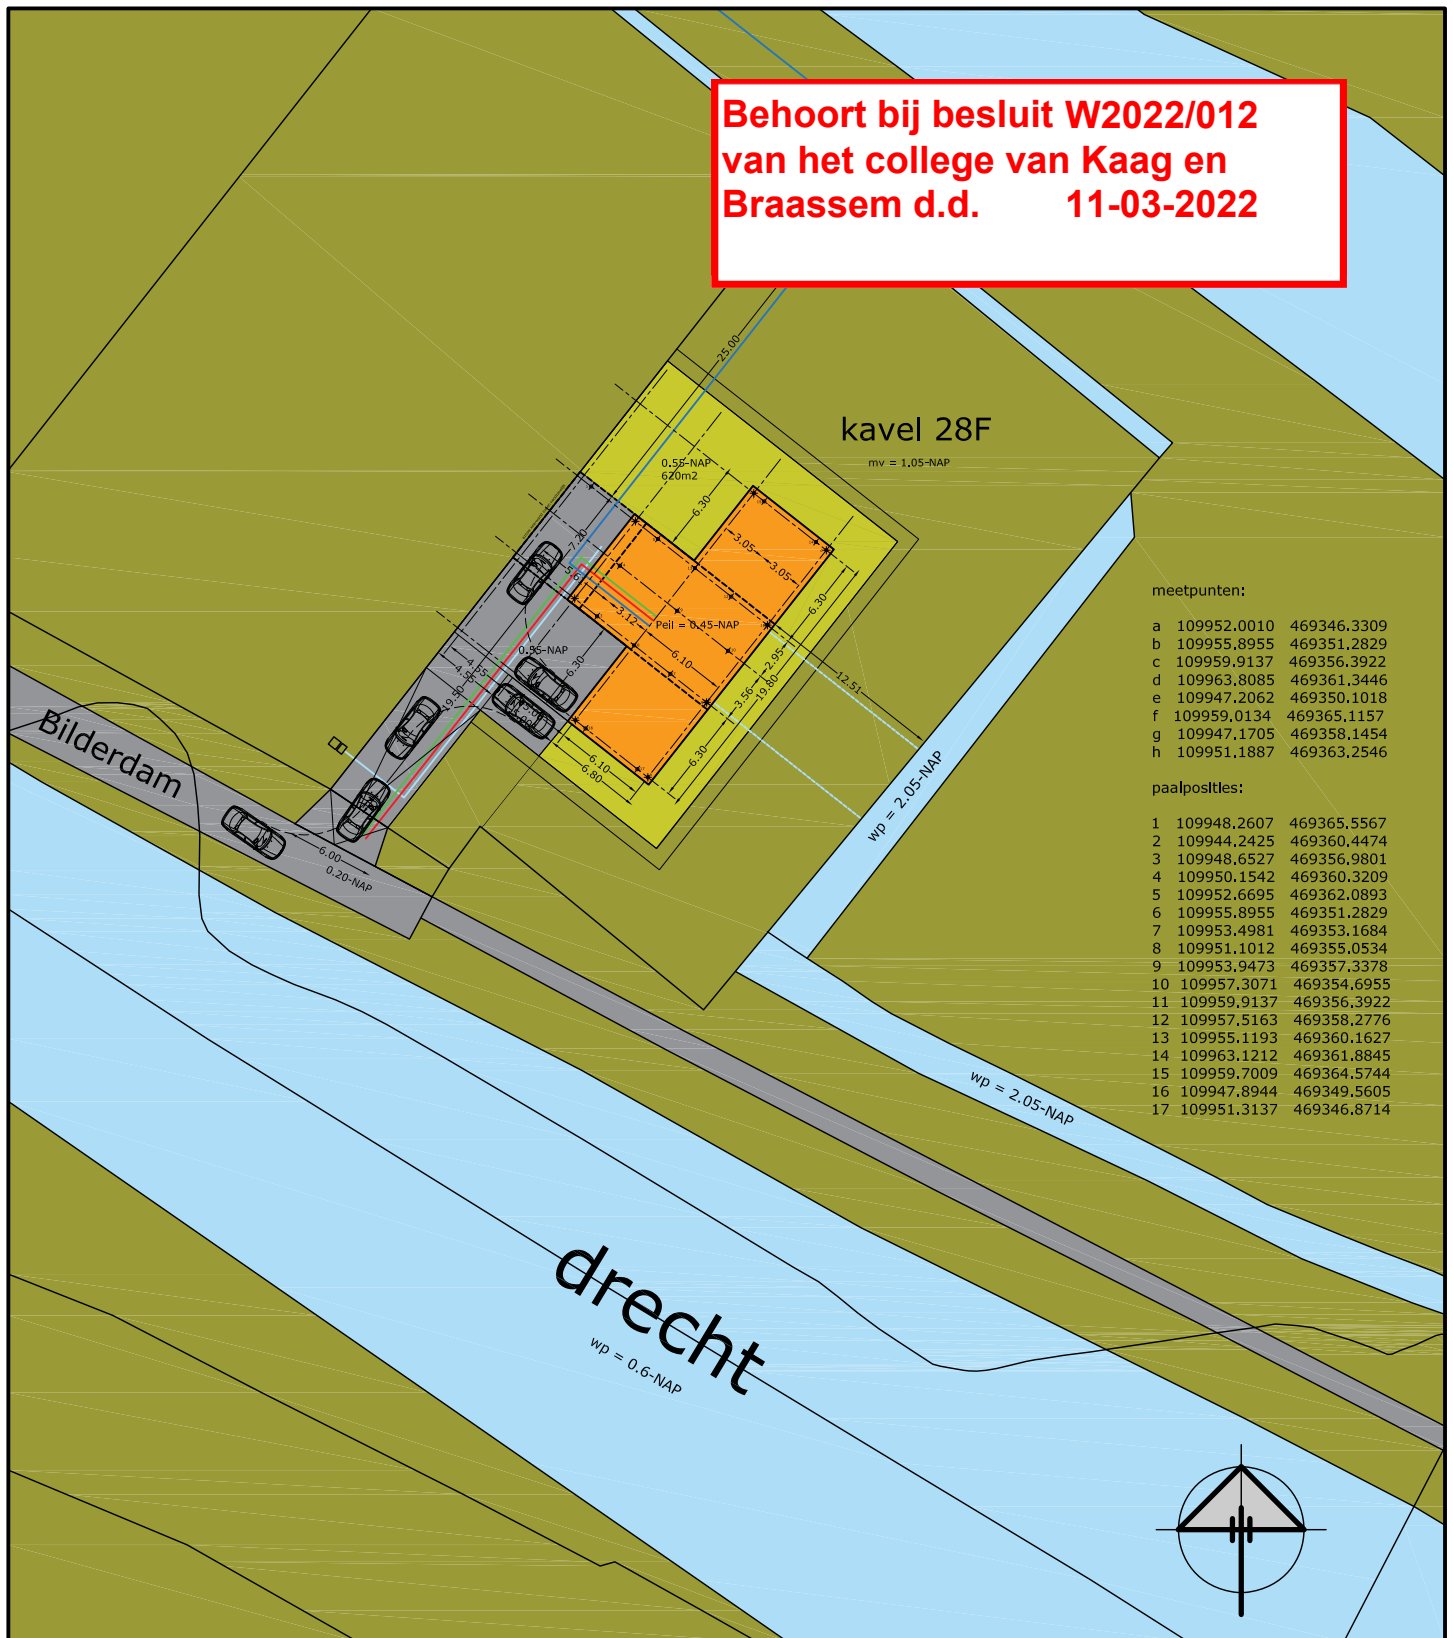 Behoort bij besluit W2022/012
van het college van Kaag en
Braassem d.d. 11-03-2022
25.00
kavel 28F
mv = 1.05-NAP
0.55-NAP
620m2
6.30
7.20
3.05
3.05
6.30
3.12
Peil = 0.45-NAP
0.55-NAP
6.30
6.10
2.95
19.80
3.56
12.51
4.55
4.56
19.50
6.10
6.80
6.30
Bilderdam
6.00
0.20-NAP
wp = 2.05-NAP
meetpunten:
a 109952.0010 469346.3309
b 109955.8955 469351.2829
c 109959.9137 469356.3922
d 109963.8085 469361.3446
e 109947.2062 469350.1018
f 109959.0134 469365.1157
g 109947.1705 469358.1454
h 109951.1887 469363.2546
paalposities:
1 109948.2607 469365.5567
2 109944.2425 469360.4474
3 109948.6527 469356.9801
4 109950.1542 469360.3209
5 109952.6695 469362.0893
6 109955.8955 469351.2829
7 109953.4981 469353.1684
8 109951.1012 469355.0534
9 109953.9473 469357.3378
10 109957.3071 469354.6955
11 109959.9137 469356.3922
12 109957.5163 469358.2776
13 109955.1193 469360.1627
14 109963.1212 469361.8845
15 109959.7009 469364.5744
16 109947.8944 469349.5605
17 109951.3137 469346.8714
wp = 2.05-NAP
drecht
wp = 0.6-NAP